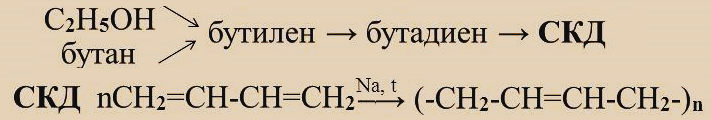 C₂H₅OH
бутан
бутилен → бутадиен → СКД
СКД nCH₂=CH-CH=CH₂ Na, t → (-CH₂-CH=CH-CH₂-)n